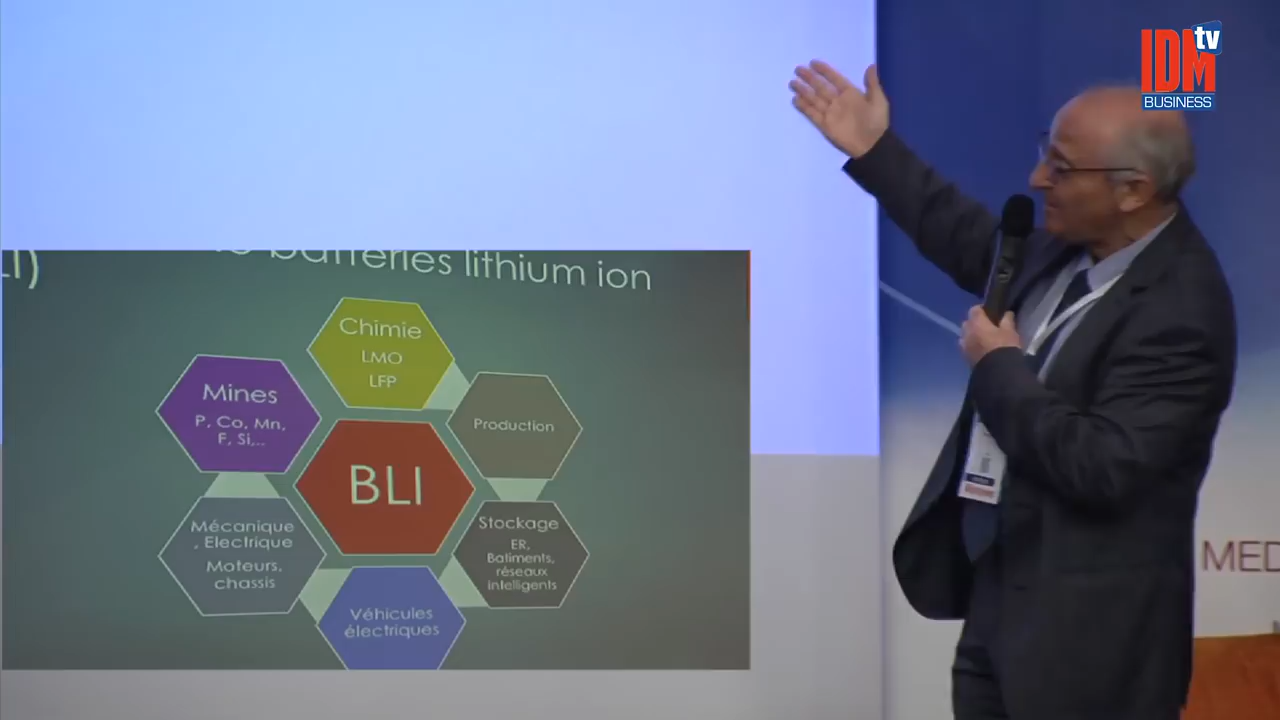 IDM tv
BUSINESS
LI)
batteries lithium ion
Chimie
LMO
LFP
Mines
P, Co, Mn,
F, Si,..
Production
BLI
Mécanique
, Electrique
Moteurs,
chassis
Stockage
ER,
Batiments,
réseaux
intelligents
Véhicules
électriques
MED